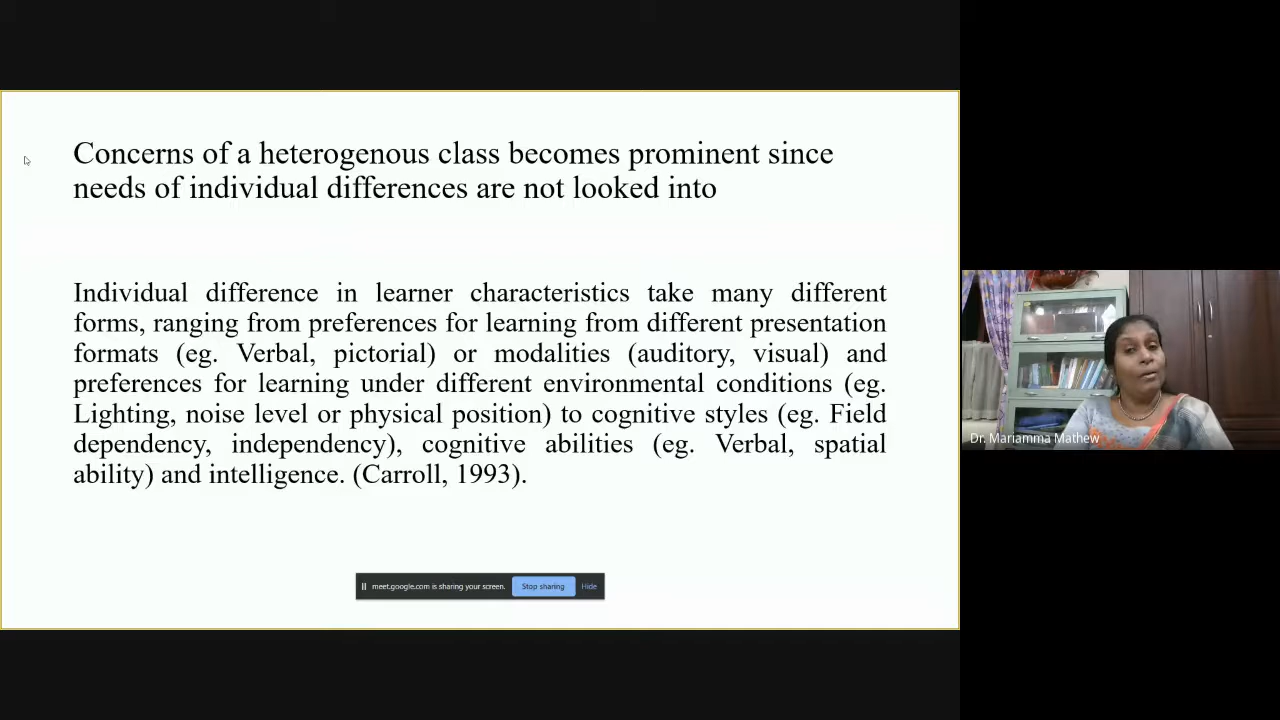 Concerns of a heterogenous class becomes prominent since
needs of individual differences are not looked into
Individual difference in learner characteristics take many different
forms, ranging from preferences for learning from different presentation
formats (eg. Verbal, pictorial) or modalities (auditory, visual) and
preferences for learning under different environmental conditions (eg.
Lighting, noise level or physical position) to cognitive styles (eg. Field
dependency, independency), cognitive abilities (eg. Verbal, spatial
ability) and intelligence. (Carroll, 1993).
meet.google.com is sharing your screen. Stop sharing Hide
Dr. Mariamma Mathew